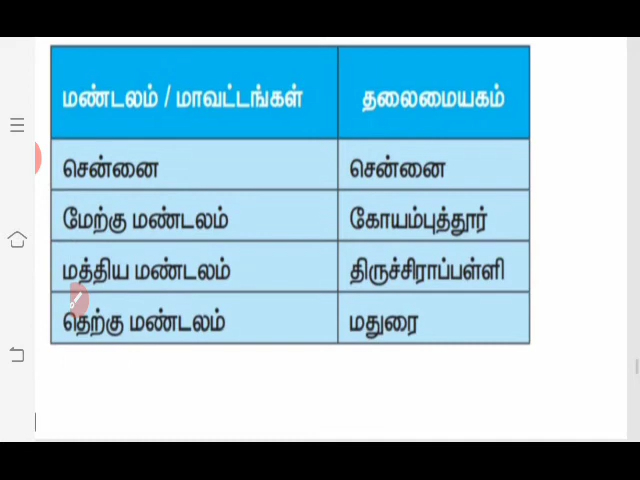 மண்டலம் / மாவட்டங்கள் தலைமையகம்
சென்னை சென்னை
மேற்கு மண்டலம் கோயம்புத்தூர்
மத்திய மண்டலம் திருச்சிராப்பள்ளி
தெற்கு மண்டலம் மதுரை